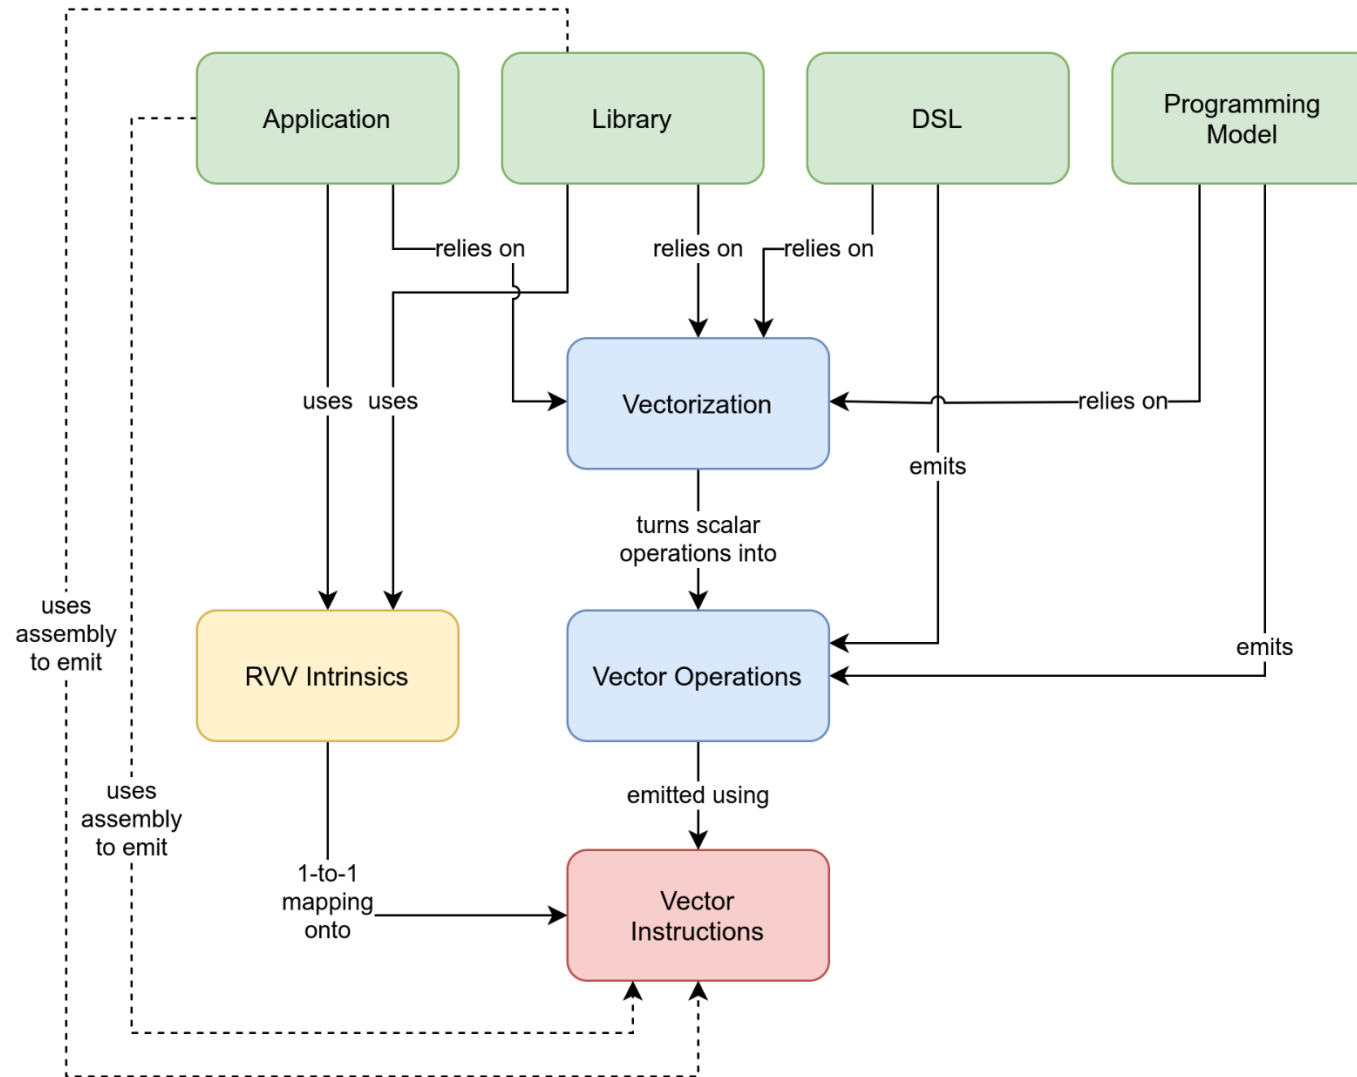 Application
Library
DSL
Programming
Model
relies on
relies on
relies on
uses
uses
Vectorization
relies on
emits
turns scalar
operations into
uses
assembly
to emit
RVV Intrinsics
Vector Operations
emits
uses
assembly
to emit
emitted using
1-to-1
mapping
onto
Vector
Instructions